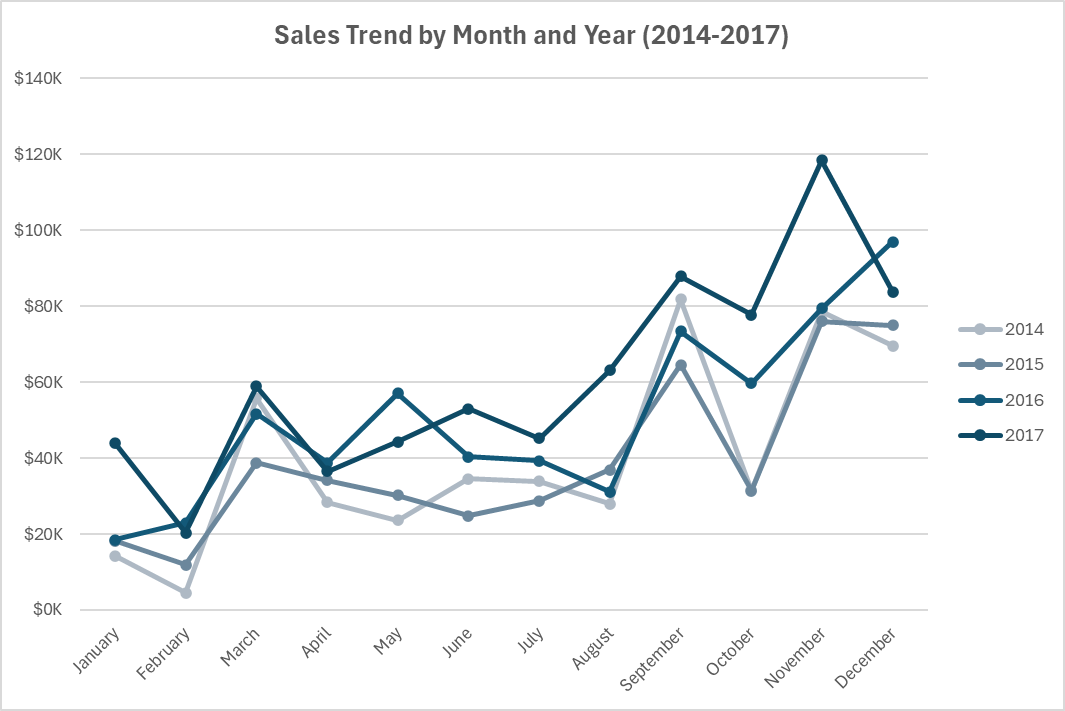 Sales Trend by Month and Year (2014-2017)
$140K
$120K
$100K
$80K
$60K
$40K
$20K
$0K
January
February
March
April
May
June
July
August
September
October
November
December
2014
2015
2016
2017